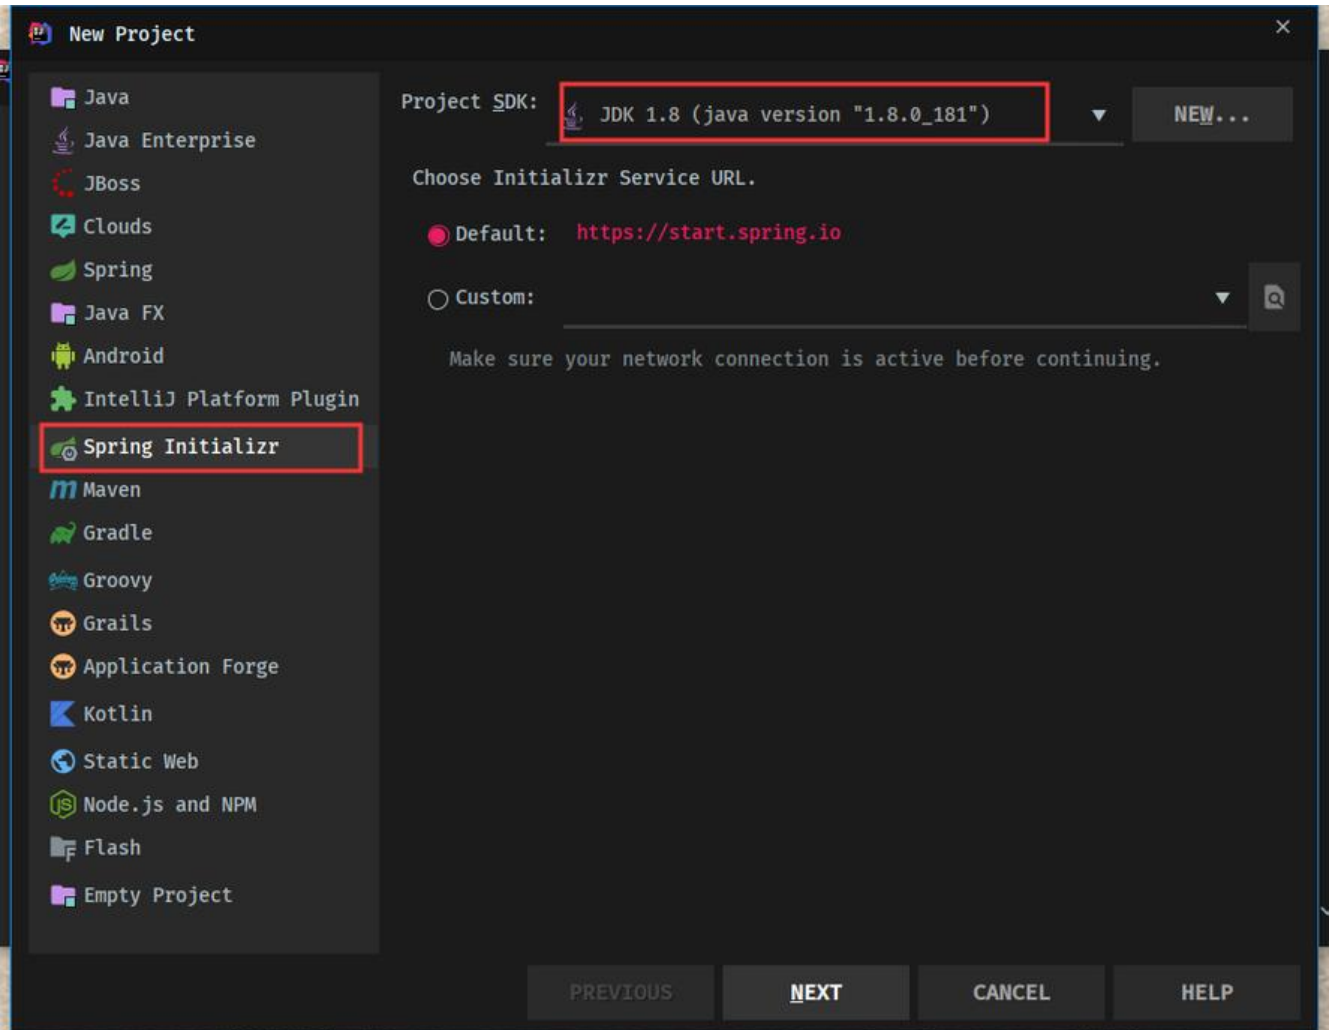 New Project
Java
Java Enterprise
JBoss
Clouds
Spring
Java FX
Android
IntelliJ Platform Plugin
Spring Initializr
Maven
Gradle
Groovy
Grails
Application Forge
Kotlin
Static Web
Node.js and NPM
Flash
Empty Project
Project SDK: JDK 1.8 (java version "1.8.0_181") NEW...
Choose Initializr Service URL.
Default: https://start.spring.io
Custom:
Make sure your network connection is active before continuing.
PREVIOUS NEXT CANCEL HELP